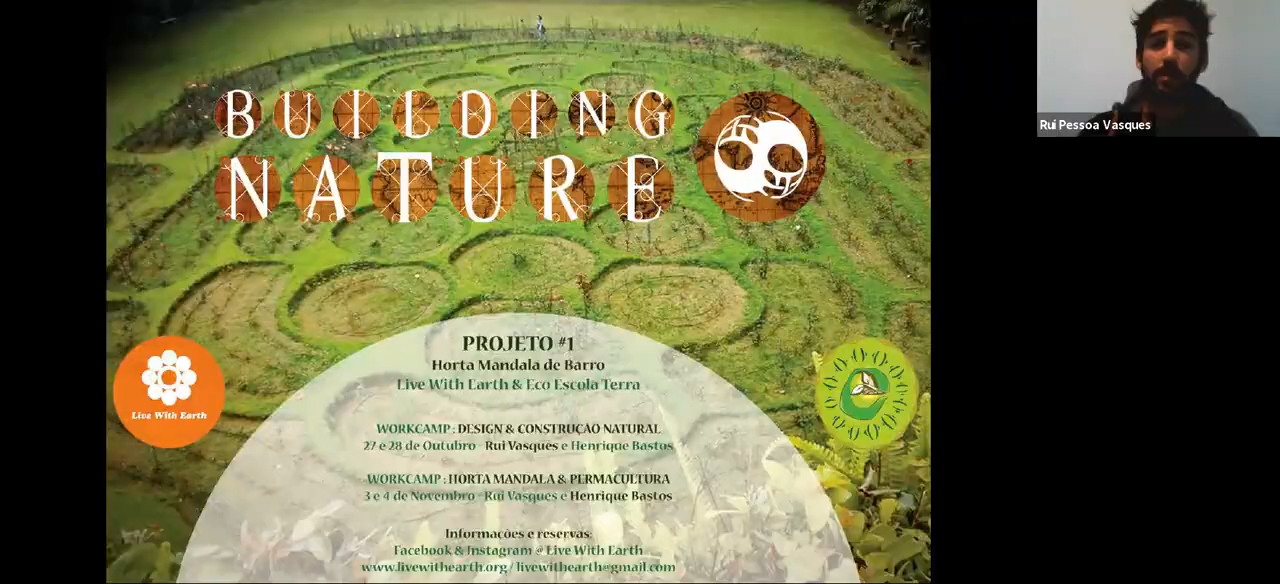 BUILDING
NATURE
PROJETO #1
Horta Mandala de Barro
Live With Earth & Eco Escola Terra
WORKCAMP : DESIGN & CONSTRUÇÃO NATURAL
27 e 28 de Outubro - Rui Vasques e Henrique Bastos
WORKCAMP : HORTA MANDALA & PERMACULTURA
3 e 4 de Novembro - Rui Vasques e Henrique Bastos
Informações e reservas:
Facebook & Instagram @ Live With Earth
www.livewithearth.org/ livewithearth@gmail.com
Live With Earth
Rui Pessoa Vasques